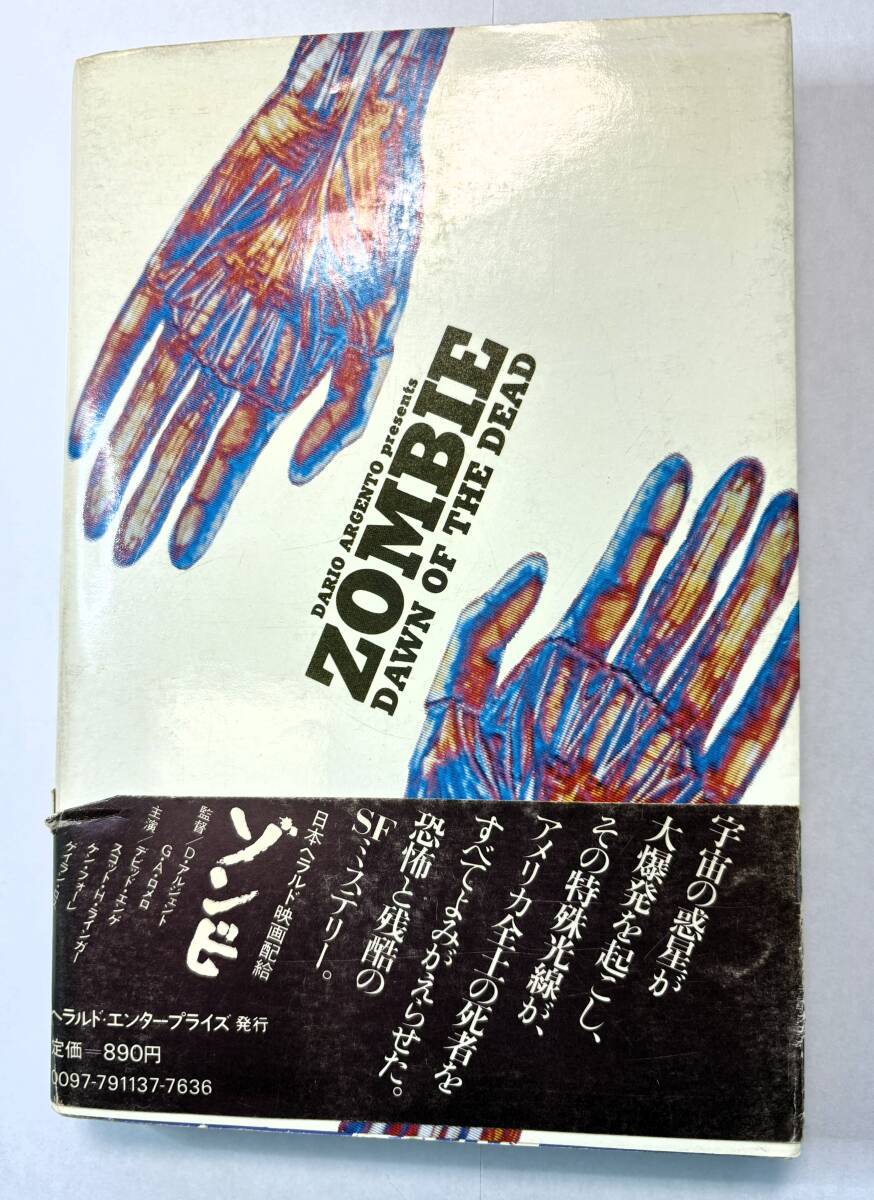 DARIO ARGENTO presents
ZOMBIE
DAWN OF THE DEAD
宇宙の惑星が
大爆発を起こし、
その特殊光線が、
アメリカ全土の死者を
すべてよみがえらせた。
恐怖と残酷の
SFミステリー。
日本ヘラルド映画配給
ゾンビ
監督/D・アルジェント
G・A・ロメロ
主演 デビッド・エンゲ
スコット・H・ライニガー
ケン・フォーレ
ゲイラン・
ヘラルド・エンタープライズ 発行
定価=890円
0097-791137-7636